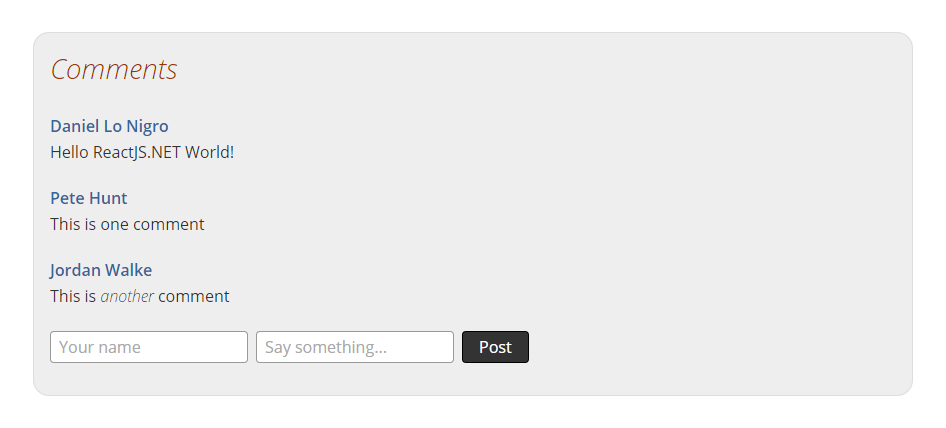 Comments
Daniel Lo Nigro
Hello ReactJS.NET World!
Pete Hunt
This is one comment
Jordan Walke
This is another comment
Your name Say something... Post